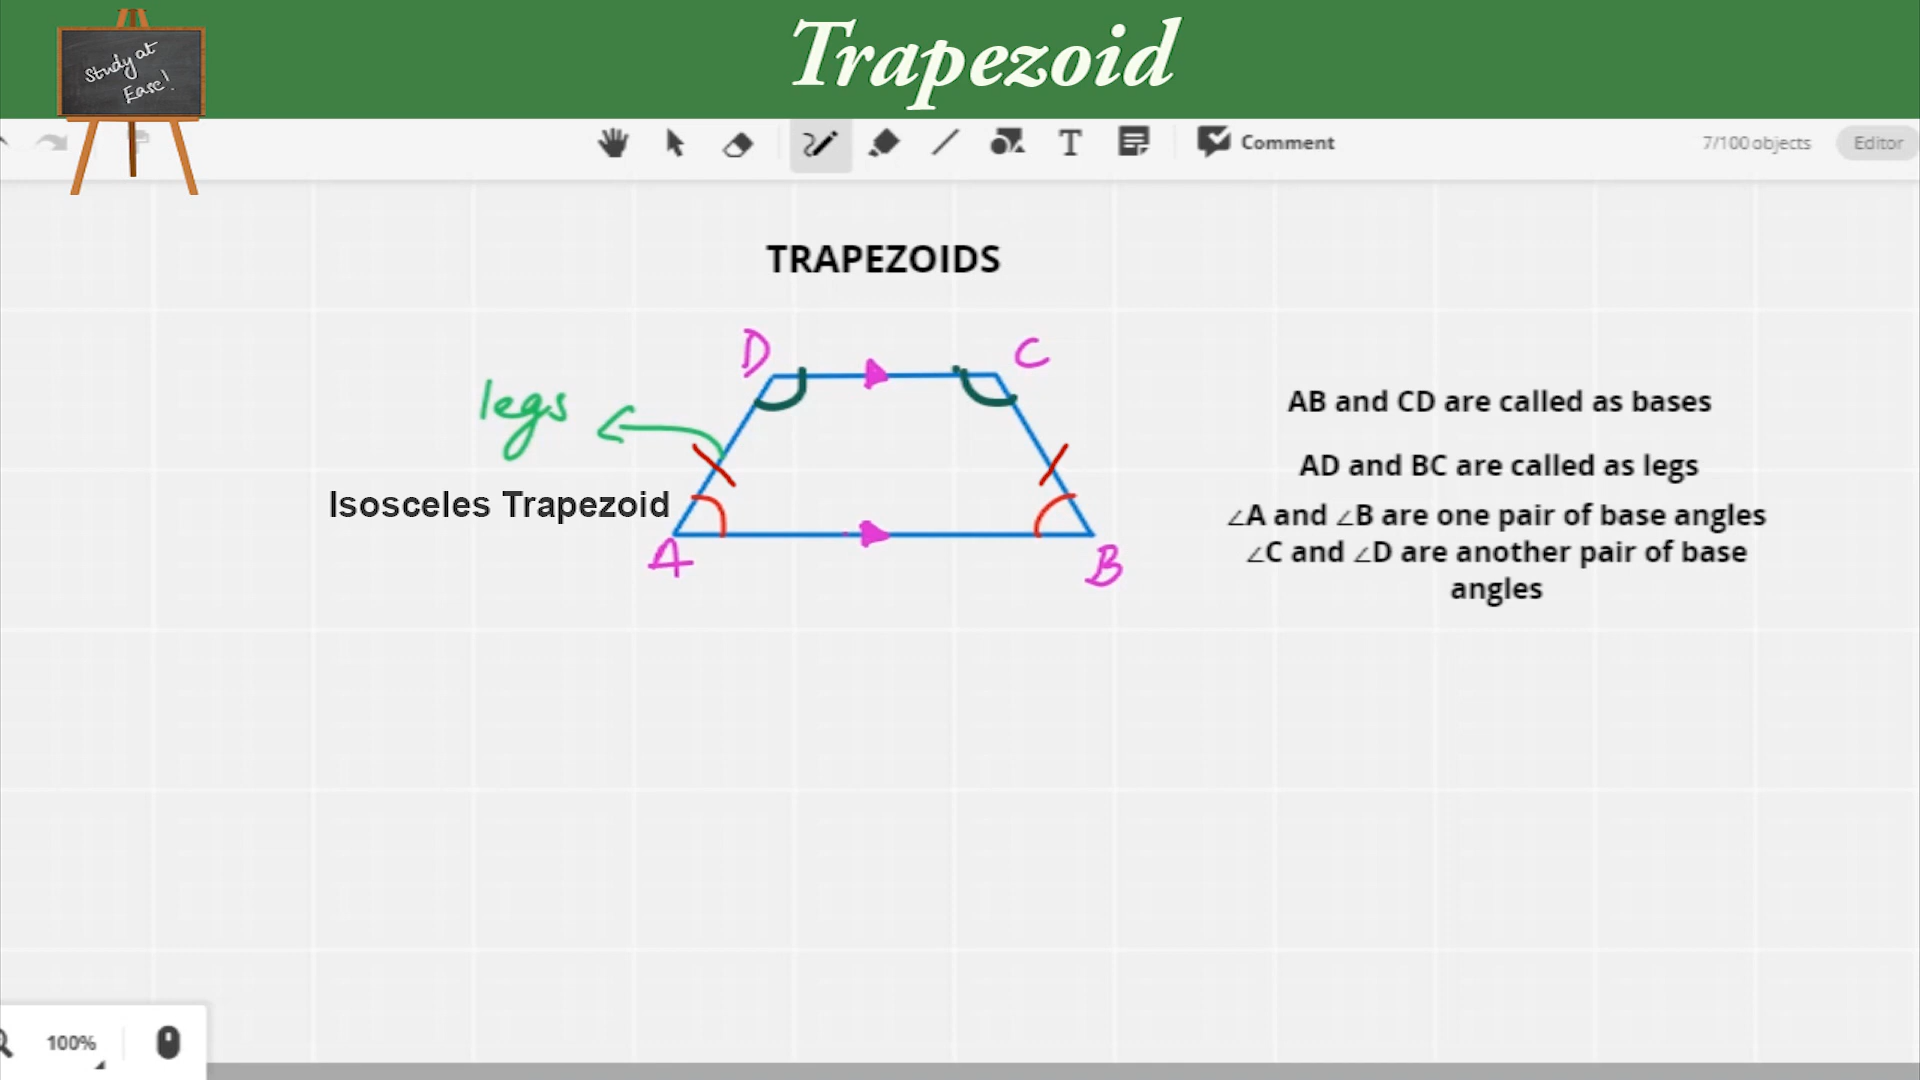 Trapezoid
Study at
Ease!
Comment
7/100 objects
Editor
TRAPEZOIDS
D
C
legs
Isosceles Trapezoid
A
B
AB and CD are called as bases
AD and BC are called as legs
∠A and ∠B are one pair of base angles
∠C and ∠D are another pair of base
angles
100%